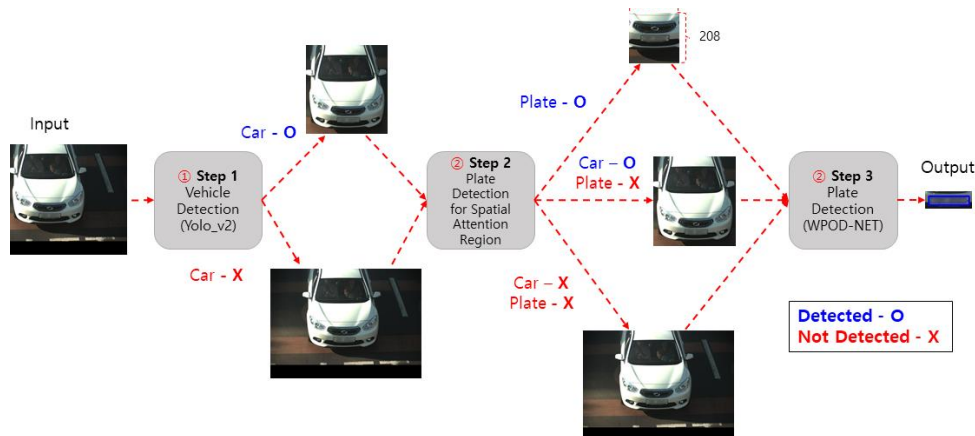 Input
① Step 1
Vehicle
Detection
(Yolo_v2)
Car - O
Car - X
② Step 2
Plate
Detection
for Spatial
Attention
Region
Plate - O
208
Car – O
Plate - X
Car – X
Plate - X
② Step 3
Plate
Detection
(WPOD-NET)
Output
Detected - O
Not Detected - X